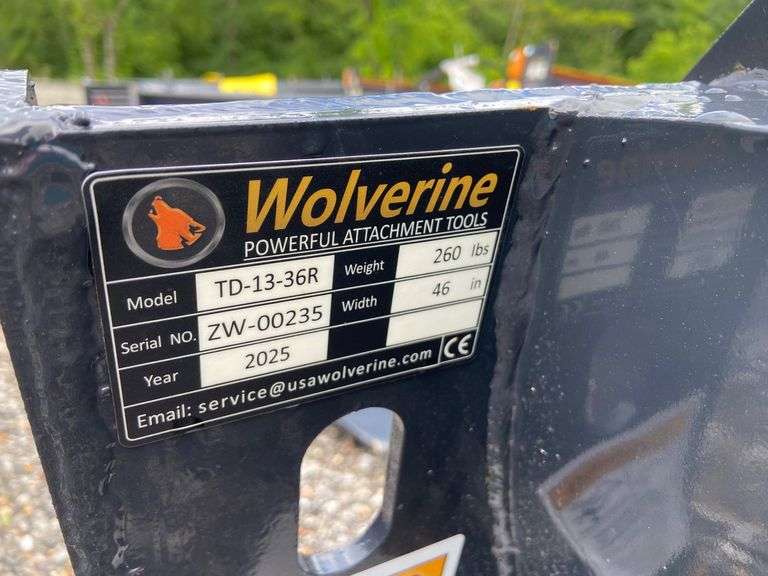 Wolverine
POWERFUL ATTACHMENT TOOLS
Model TD-13-36R Weight 260 lbs
Serial NO. ZW-00235 Width 46 in
Year 2025
Email: service@usawolverine.com CE